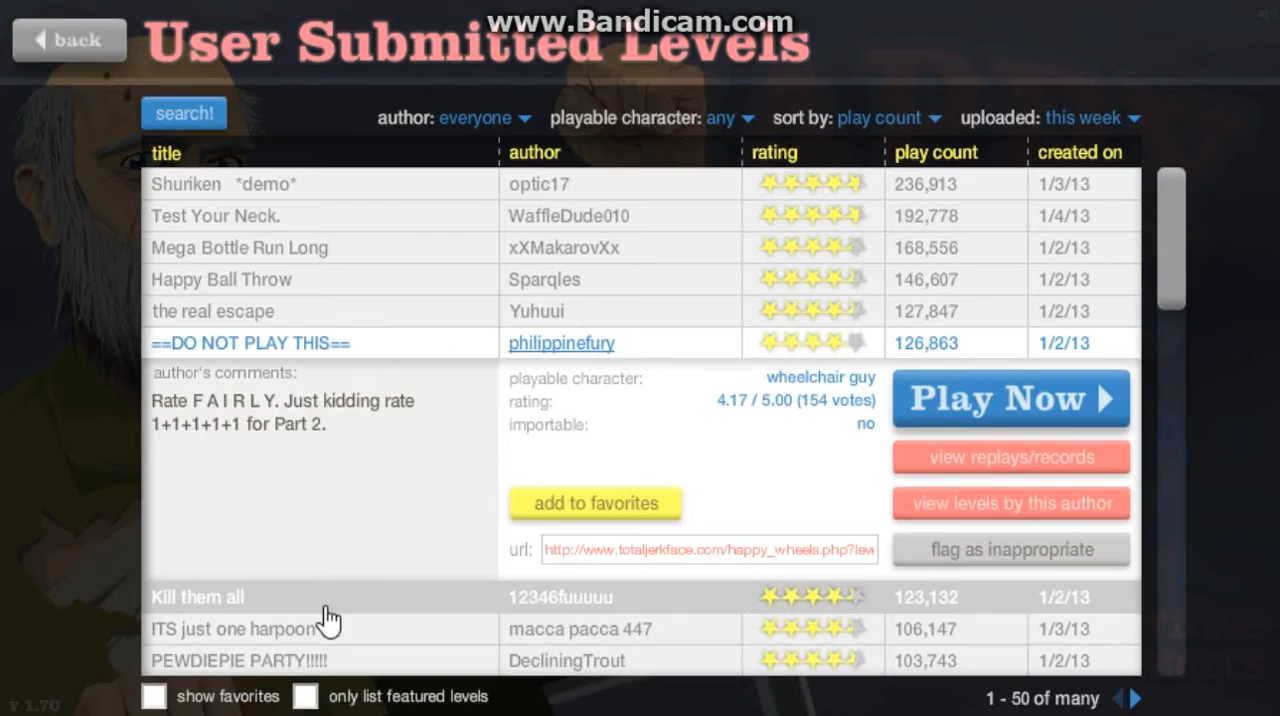 www.Bandicam.com
back
User Submitted Levels
search!
author: everyone playable character: any sort by: play count uploaded: this week
title author rating play count created on
Shuriken *demo* optic17 236,913 1/3/13
Test Your Neck. WaffleDude010 192,778 1/4/13
Mega Bottle Run Long xXMakarovXx 168,556 1/2/13
Happy Ball Throw Sparqles 146,607 1/2/13
the real escape Yuhuui 127,847 1/2/13
==DO NOT PLAY THIS== philippinefury 126,863 1/2/13
author's comments:
Rate F A I R L Y. Just kidding rate
1+1+1+1+1 for Part 2.
playable character: wheelchair guy
rating: 4.17 / 5.00 (154 votes)
importable: no
add to favorites
url: http://www.totaljerkface.com/happy_wheels.php?lev
Play Now
view replays/records
view levels by this author
flag as inappropriate
Kill them all 12346fuuuuu 123,132 1/2/13
ITS just one harpoon macca pacca 447 106,147 1/3/13
PEWDIEPIE PARTY!!!!! DecliningTrout 103,743 1/2/13
show favorites only list featured levels 1 - 50 of many
v 1.70